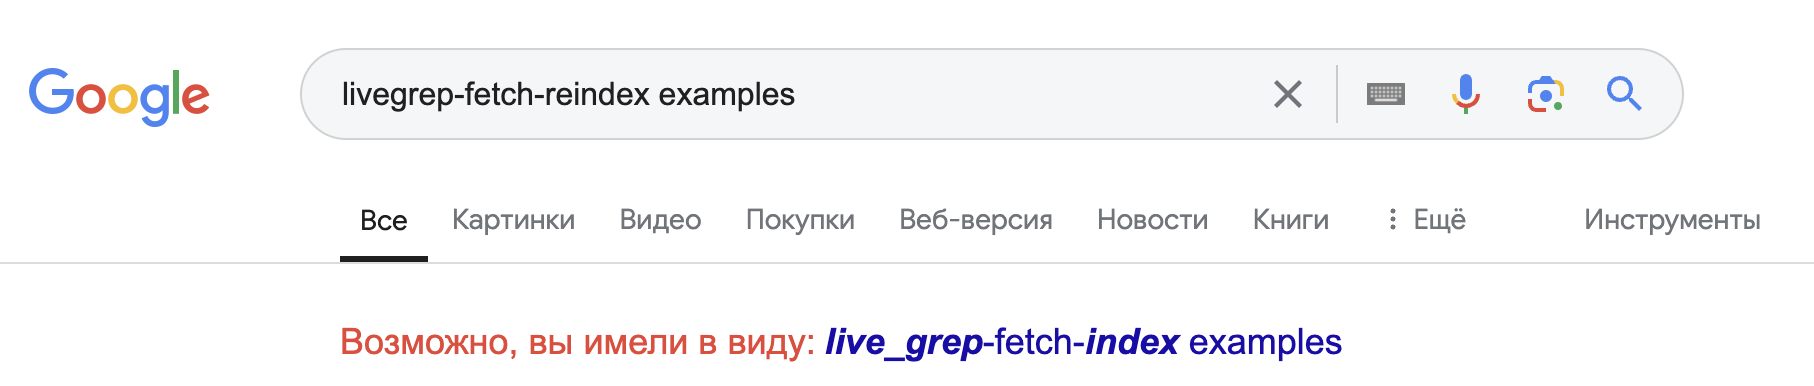 Google
livegrep-fetch-reindex examples
Все Картинки Видео Покупки Веб-версия Новости Книги Ещё Инструменты
Возможно, вы имели в виду: live_grep-fetch-index examples